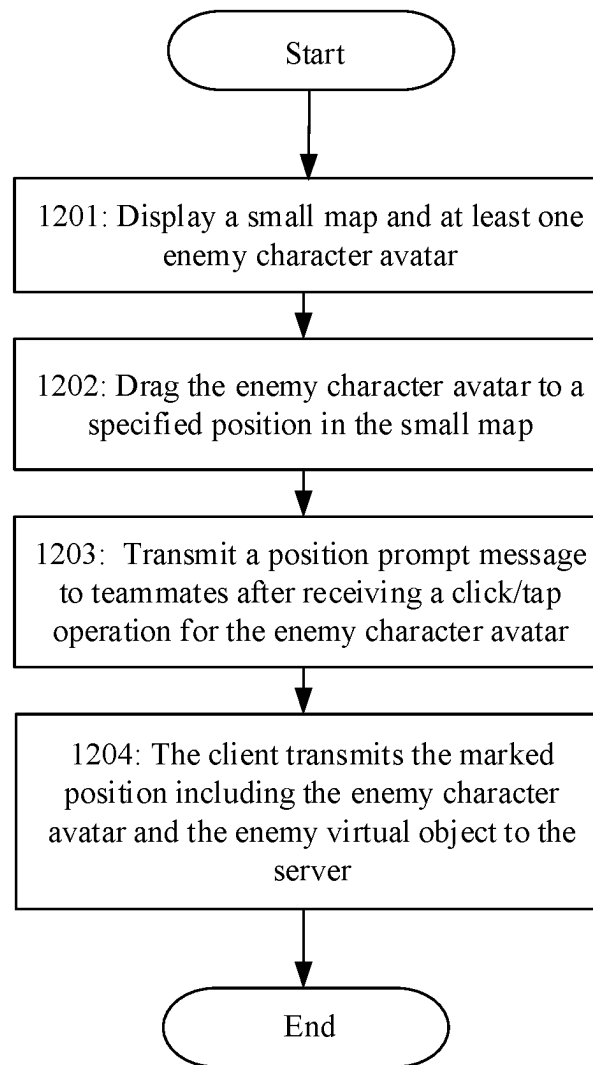 Start
1201: Display a small map and at least one
enemy character avatar
1202: Drag the enemy character avatar to a
specified position in the small map
1203:  Transmit a position prompt message
to teammates after receiving a click/tap
operation for the enemy character avatar
1204: The client transmits the marked
position including the enemy character
avatar and the enemy virtual object to the
server
End